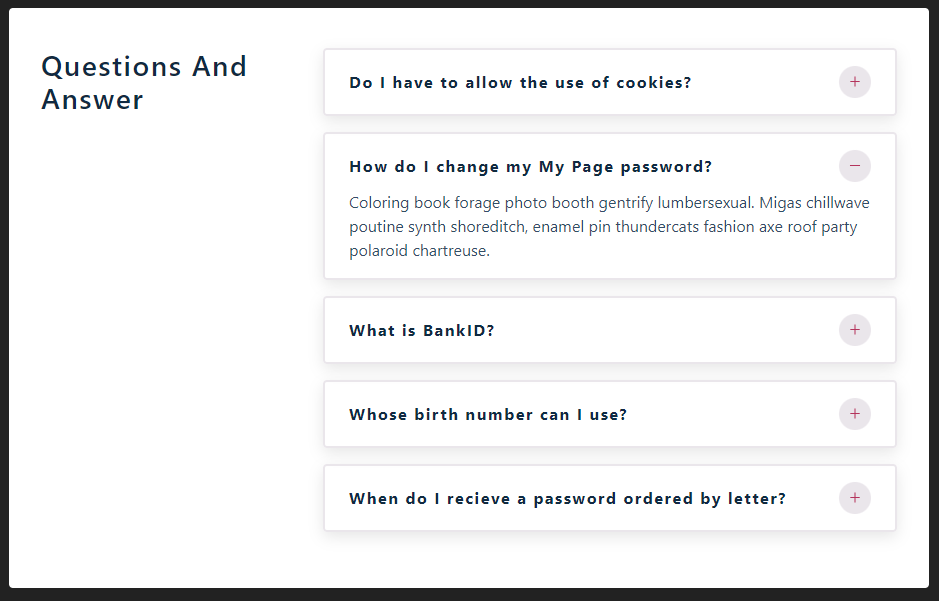 Questions And
Answer
Do I have to allow the use of cookies?
How do I change my My Page password?
Coloring book forage photo booth gentrify lumbersexual. Migas chillwave
poutine synth shoreditch, enamel pin thundercats fashion axe roof party
polaroid chartreuse.
What is BankID?
Whose birth number can I use?
When do I recieve a password ordered by letter?